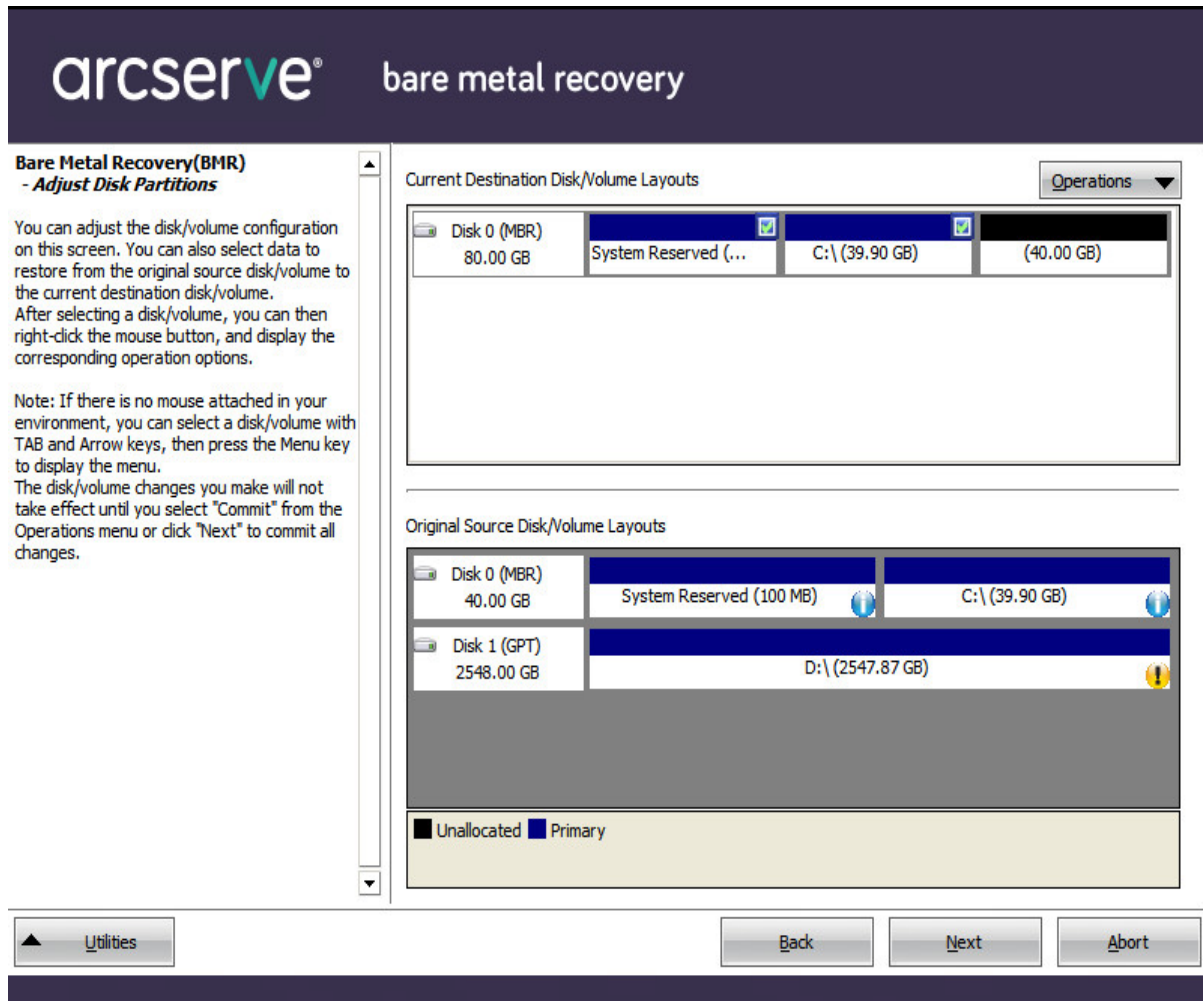 arcserve® bare metal recovery
Bare Metal Recovery(BMR)
- Adjust Disk Partitions
You can adjust the disk/volume configuration
on this screen. You can also select data to
restore from the original source disk/volume to
the current destination disk/volume.
After selecting a disk/volume, you can then
right-click the mouse button, and display the
corresponding operation options.
Note: If there is no mouse attached in your
environment, you can select a disk/volume with
TAB and Arrow keys, then press the Menu key
to display the menu.
The disk/volume changes you make will not
take effect until you select "Commit" from the
Operations menu or click "Next" to commit all
changes.
Current Destination Disk/Volume Layouts
Operations
Disk 0 (MBR)
80.00 GB
System Reserved (...
C:\ (39.90 GB)
(40.00 GB)
Original Source Disk/Volume Layouts
Disk 0 (MBR)
40.00 GB
System Reserved (100 MB)
C:\ (39.90 GB)
Disk 1 (GPT)
2548.00 GB
D:\ (2547.87 GB)
Unallocated Primary
Utilities
Back
Next
Abort